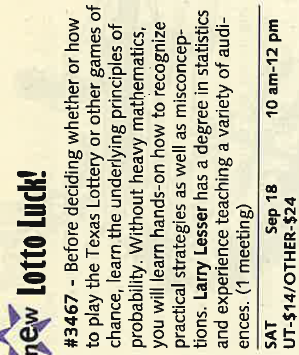 new Lotto Luck!
#3467 - Before deciding whether or how
to play the Texas Lottery or other games of
chance, learn the underlying principles of
probability. Without heavy mathematics,
you will learn hands-on how to recognize
practical strategies as well as misconcep-
tions. Larry Lesser has a degree in statistics
and experience teaching a variety of audi-
ences. (1 meeting)
SAT Sep 18 10 am-12 pm
UT-$14/OTHER-$24